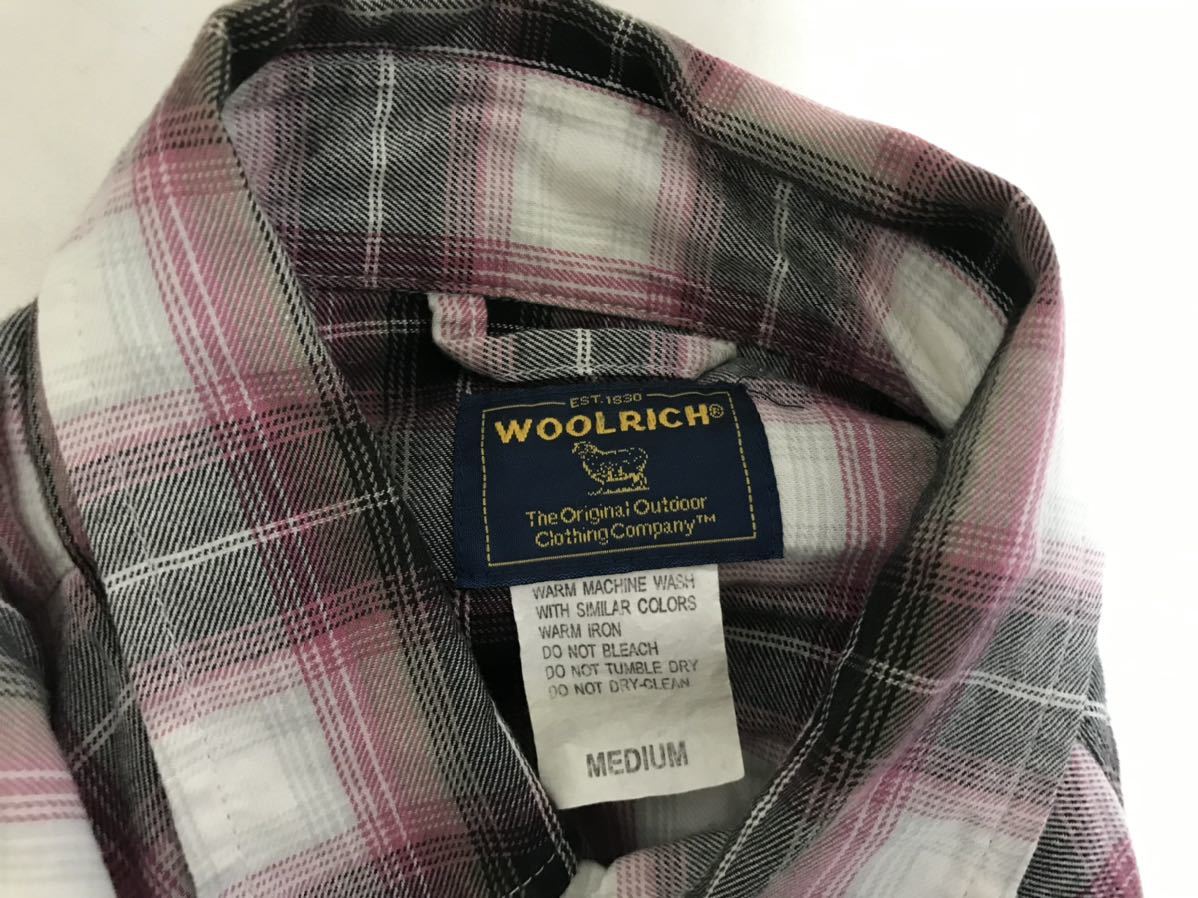 EST. 1830
WOOLRICH®
The Original Outdoor
Clothing Company™
WARM MACHINE WASH
WITH SIMILAR COLORS
WARM IRON
DO NOT BLEACH
DO NOT TUMBLE DRY
DO NOT DRY-CLEAN
MEDIUM